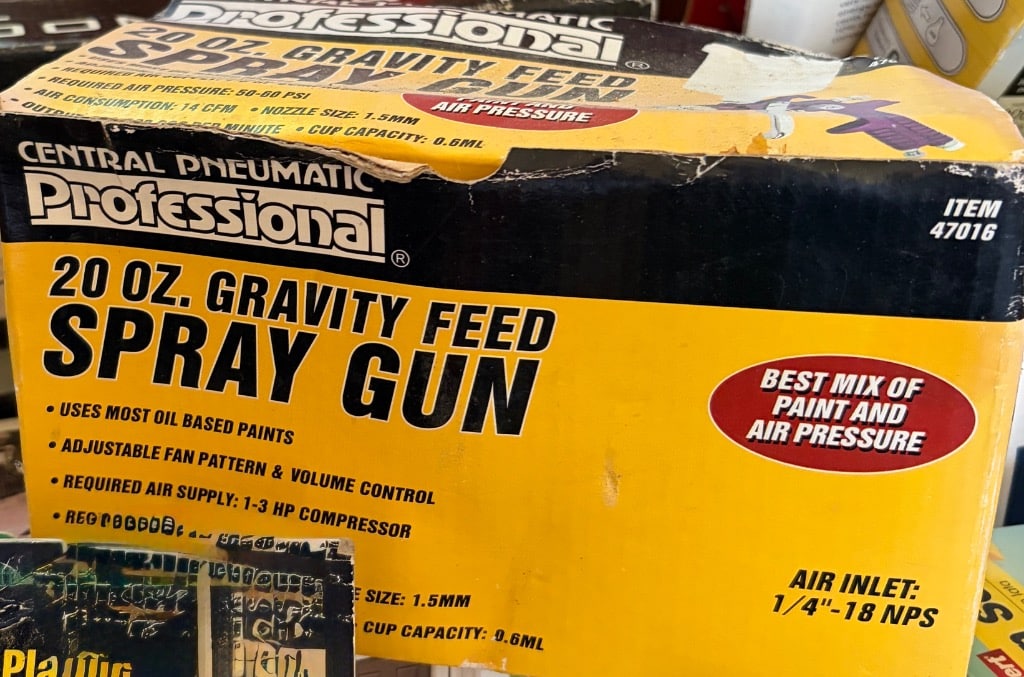 PNEUMATIC
Professional
®
20 OZ. GRAVITY FEED
SPRAY GUN
• REQUIRED AIR PRESSURE: 50-60 PSI
• AIR CONSUMPTION: 14 CFM • NOZZLE SIZE: 1.5MM
PER MINUTE • CUP CAPACITY: 0.6ML
AIR PRESSURE
CENTRAL PNEUMATIC
Professional®
ITEM
47016
20 OZ. GRAVITY FEED
SPRAY GUN
• USES MOST OIL BASED PAINTS
• ADJUSTABLE FAN PATTERN & VOLUME CONTROL
• REQUIRED AIR SUPPLY: 1-3 HP COMPRESSOR
BEST MIX OF
PAINT AND
AIR PRESSURE
SIZE: 1.5MM
CUP CAPACITY: 0.6ML
AIR INLET:
1/4"-18 NPS